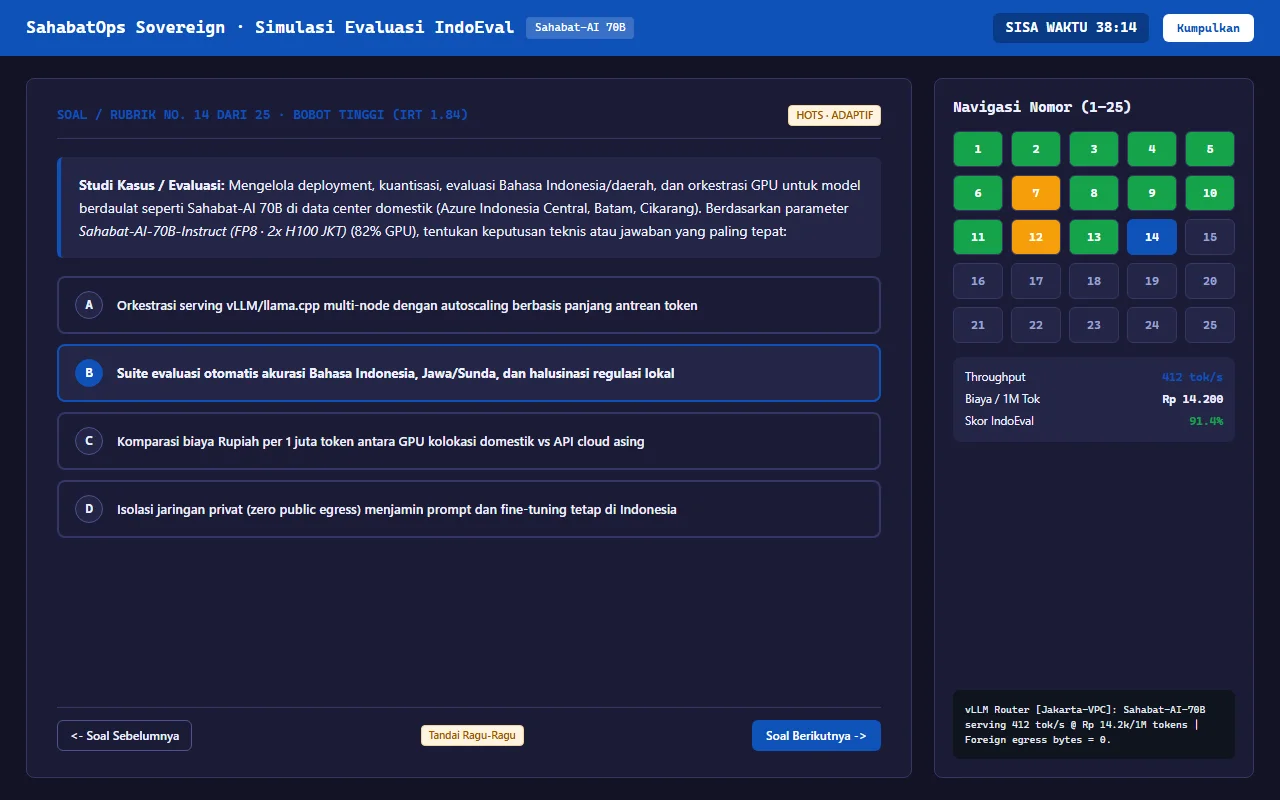 SahabatOps Sovereign · Simulasi Evaluasi IndoEval
Sahabat-AI 70B
SISA WAKTU 38:14
Kumpulkan
SOAL / RUBRIK NO. 14 DARI 25 · BOBOT TINGGI (IRT 1.84)
HOTS · ADAPTIF
Studi Kasus / Evaluasi: Mengelola deployment, kuantisasi, evaluasi Bahasa Indonesia/daerah, dan orkestrasi GPU untuk model
berdaulat seperti Sahabat-AI 70B di data center domestik (Azure Indonesia Central, Batam, Cikarang). Berdasarkan parameter
Sahabat-AI-70B-Instruct (FP8 · 2x H100 JKT) (82% GPU), tentukan keputusan teknis atau jawaban yang paling tepat:
A Orkestrasi serving vLLM/llama.cpp multi-node dengan autoscaling berbasis panjang antrean token
B Suite evaluasi otomatis akurasi Bahasa Indonesia, Jawa/Sunda, dan halusinasi regulasi lokal
C Komparasi biaya Rupiah per 1 juta token antara GPU kolokasi domestik vs API cloud asing
D Isolasi jaringan privat (zero public egress) menjamin prompt dan fine-tuning tetap di Indonesia
<- Soal Sebelumnya
Tandai Ragu-Ragu
Soal Berikutnya ->
Navigasi Nomor (1-25)
1 2 3 4 5
6 7 8 9 10
11 12 13 14 15
16 17 18 19 20
21 22 23 24 25
Throughput 412 tok/s
Biaya / 1M Tok Rp 14.200
Skor IndoEval 91.4%
vLLM Router [Jakarta-VPC]: Sahabat-AI-70B
serving 412 tok/s @ Rp 14.2k/1M tokens |
Foreign egress bytes = 0.